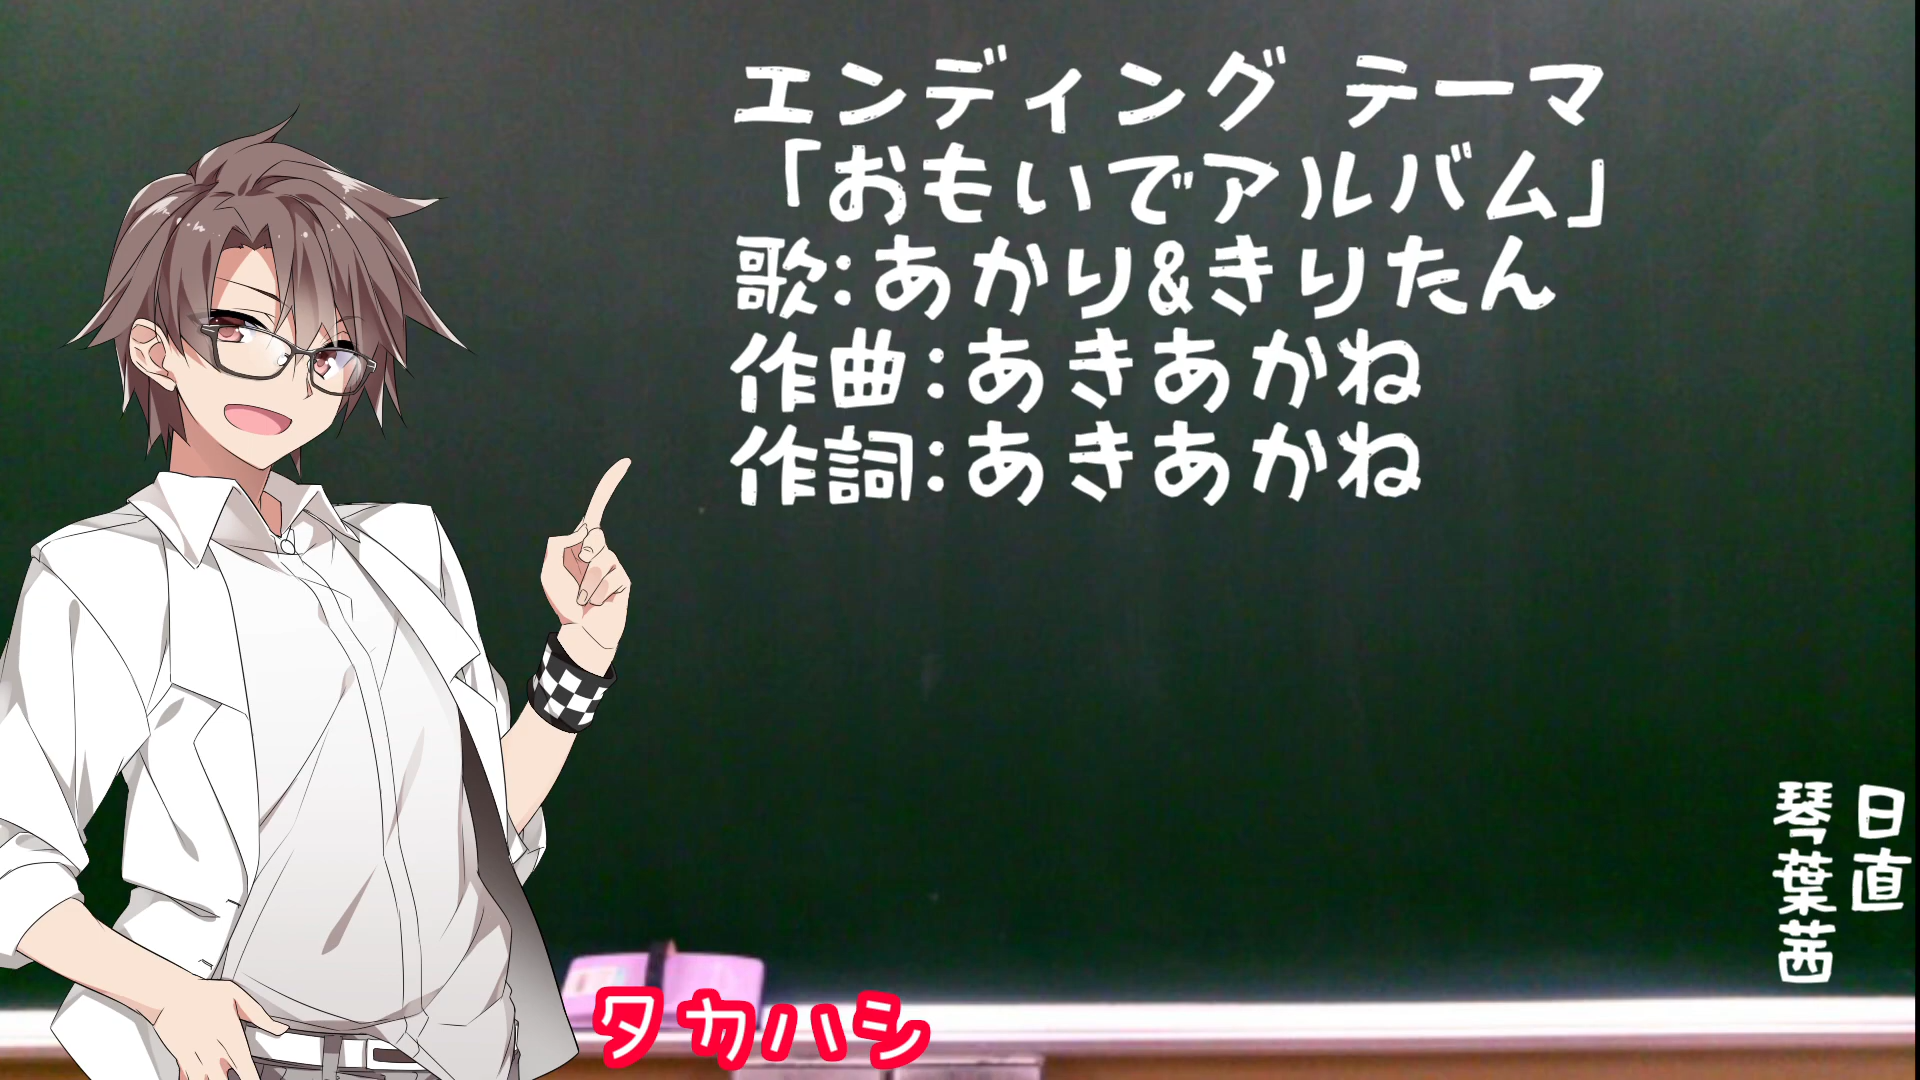 エンディング テーマ
「おもいでアルバム」
歌:あかり&きりたん
作曲:あきあかね
作詞:あきあかね
日直
琴葉茜
タカハシ